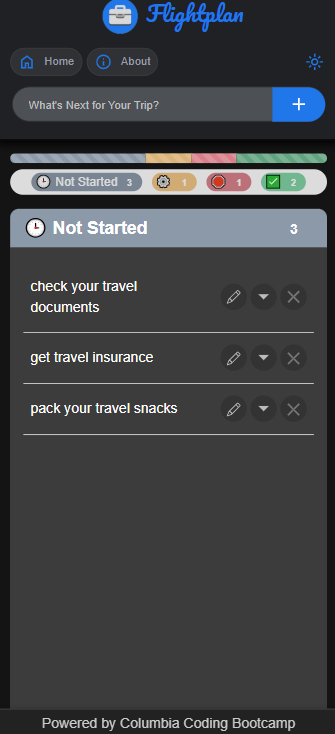 Flightplan
Home
About
What's Next for Your Trip?
Not Started 3
1
1
2
Not Started
3
check your travel
documents
get travel insurance
pack your travel snacks
Powered by Columbia Coding Bootcamp